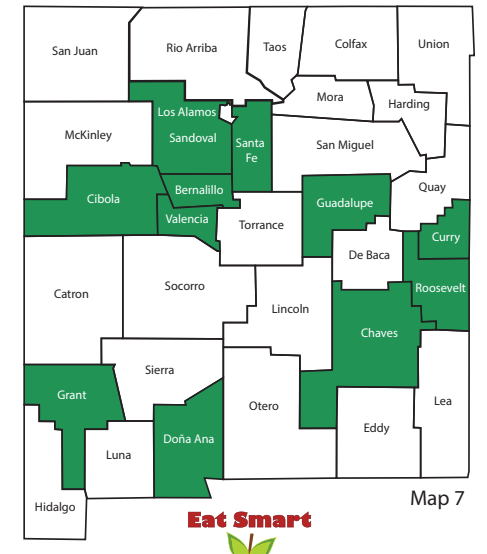 San Juan
Rio Arriba
Taos
Colfax
Union
Mora
Harding
Los Alamos
McKinley
Sandoval
Santa
Fe
San Miguel
Quay
Bernalillo
Cibola
Guadalupe
Valencia
Torrance
Curry
De Baca
Roosevelt
Catron
Socorro
Lincoln
Chaves
Sierra
Grant
Otero
Lea
Eddy
Doña Ana
Luna
Hidalgo
Map 7
Eat Smart